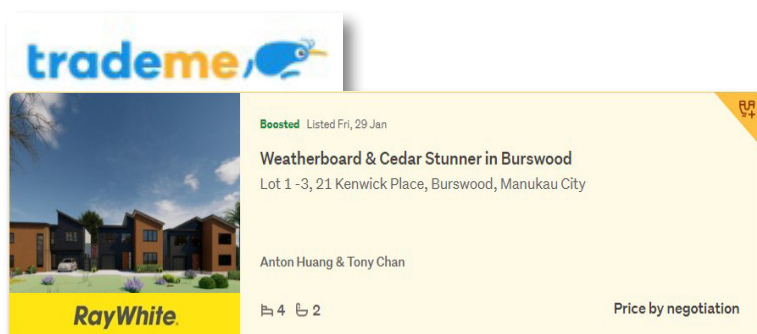 trademe
Boosted Listed Fri, 29 Jan
Weatherboard & Cedar Stunner in Burswood
Lot 1 -3, 21 Kenwick Place, Burswood, Manukau City
Anton Huang & Tony Chan
RayWhite.
4 2
Price by negotiation